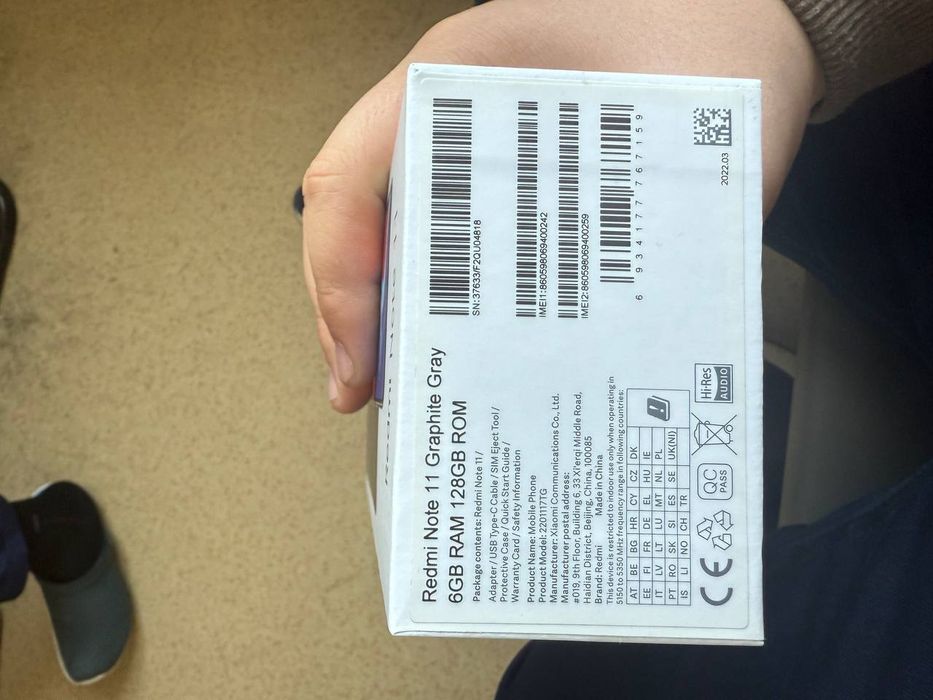 Redmi Note 11 Graphite Gray
6GB RAM 128GB ROM
Package contents: Redmi Note 11 /
Adapter / USB Type-C Cable / SIM Eject Tool /
Protective Case / Quick Start Guide /
Warranty Card / Safety Information
Product Name: Mobile Phone
Product Model: 2201117TG
Manufacturer: Xiaomi Communications Co., Ltd.
Manufacturer postal address:
#019, 9th Floor, Building 6, 33 Xi'erqi Middle Road,
Haidian District, Beijing, China, 100085
Brand: Redmi Made in China
This device is restricted to indoor use only when operating in
5150 to 5350 MHz frequency range in following countries:
AT BE BG HR CY CZ DK
EE FI FR DE EL HU IE
IT LV LT LU MT NL PL
PT RO SK SI ES SE UK(NI)
IS LI NO CH TR
CE
QC
PASS
Hi-Res
AUDIO
SN:37633/F2QU04818
IMEI1:860598069400242
IMEI2:860598069400259
6 934177 767159
2022.03